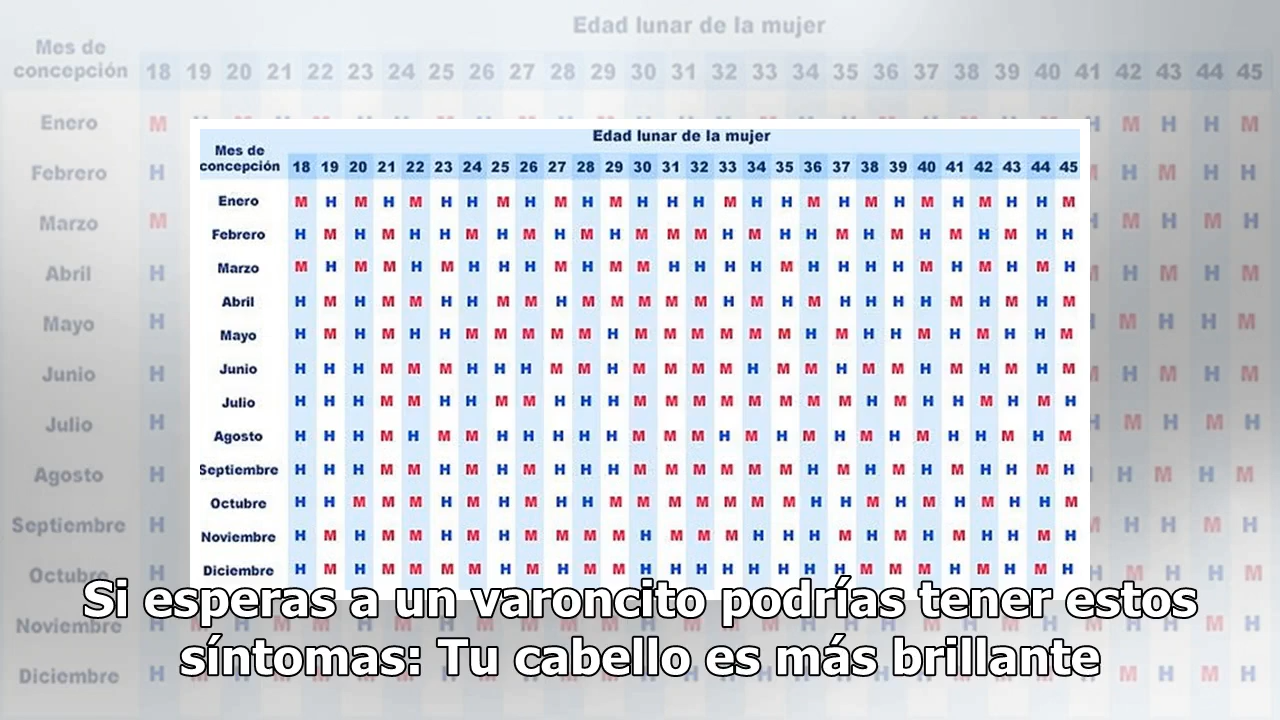 Edad lunar de la mujer
Mes de
concepción 18 19 20 21 22 23 24 25 26 27 28 29 30 31 32 33 34 35 36 37 38 39 40 41 42 43 44 45
Enero M H M H M H H M H M H M H H H M H H M H M H M H M H H M
Febrero H M H M H H M H M H M H M M M H M H H M H M H M H M H H
Marzo M H M M H M H H H M H M M H H H H M H H H H M H M H M H
Abril H M H M M H H M M H M M M M M H M H M H H H H M H M H M
Mayo H M H M H H M M M M M H M M M M M M H M H H M H M H H M
Junio H H H M M M H H H M M H M M M M H M M H M M H M H M H M
Julio H H H M M H H M M H H H M M M M M M M M H M H H M H M H
Agosto H H H M H M M H H H H H M M M H M H M H M H M H H M H M
Septiembre H H H M M H M H M H H H M M M M M M H M H M H M H H M H
Octubre H H M M M H M H M H H M M M M M M M H H M H M H M H H M
Noviembre H M H M M H M H M M M M H M M M H H H M H M H M H H M H
Diciembre H M H M M M M H M H M M H H H H H H H H M M M H M H M H
Si esperas a un varoncito podrías tener estos
síntomas: Tu cabello es más brillante